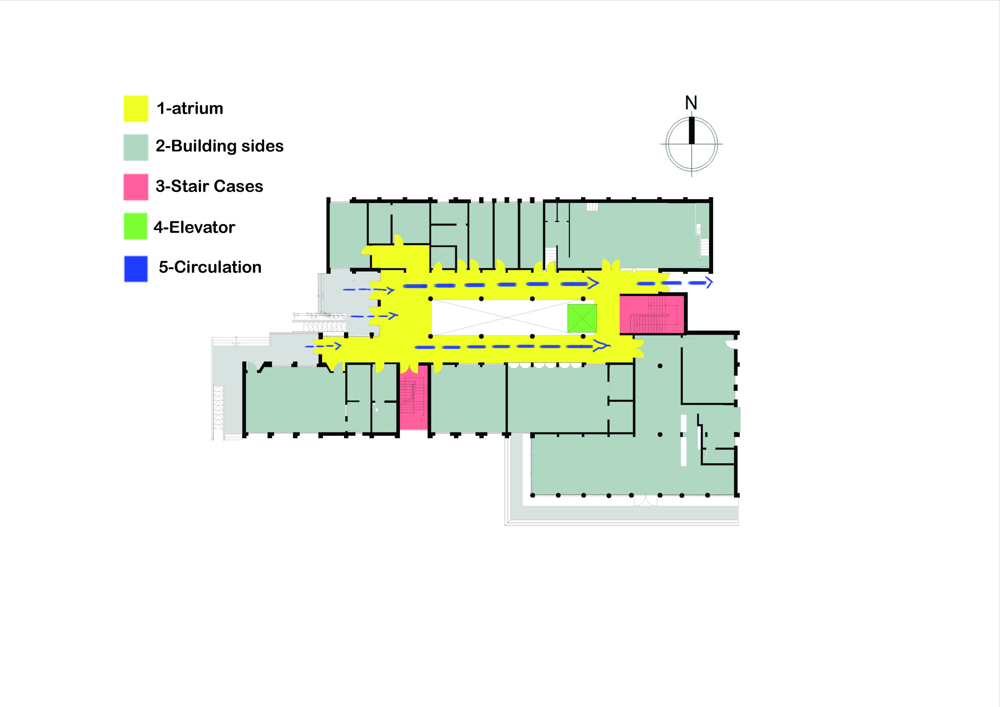 N
1-atrium
2-Building sides
3-Stair Cases
4-Elevator
5-Circulation